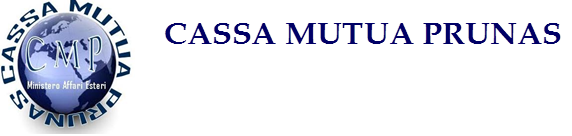 CASSA MUTUA PRUNAS
CMP
Ministero Affari Esteri
CASSA MUTUA PRUNAS